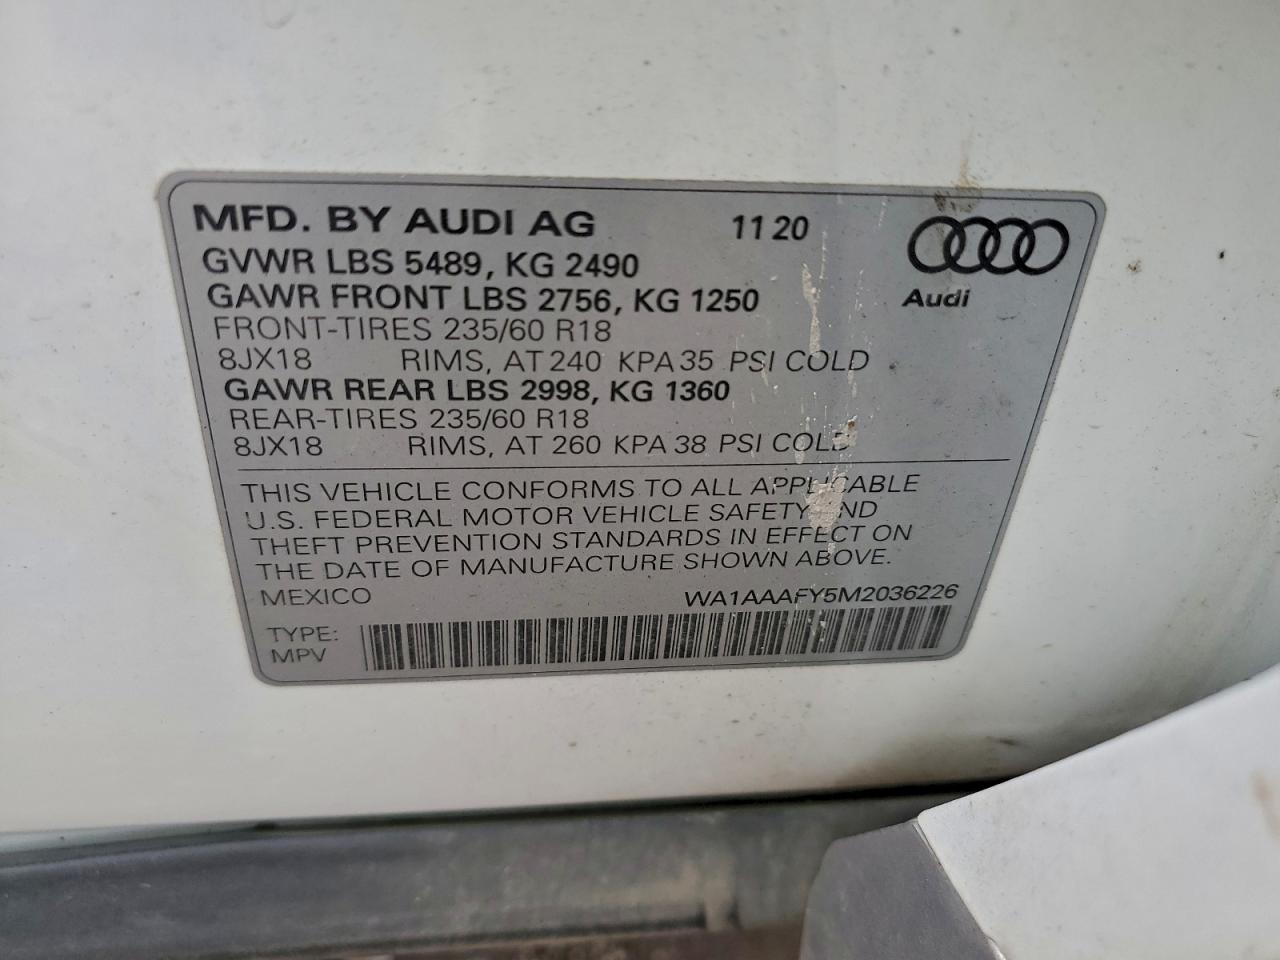 MFD. BY AUDI AG 11 20
Audi
GVWR LBS 5489, KG 2490
GAWR FRONT LBS 2756, KG 1250
FRONT-TIRES 235/60 R18
8JX18 RIMS, AT 240 KPA 35 PSI COLD
GAWR REAR LBS 2998, KG 1360
REAR-TIRES 235/60 R18
8JX18 RIMS, AT 260 KPA 38 PSI COLD
THIS VEHICLE CONFORMS TO ALL APPLICABLE
U.S. FEDERAL MOTOR VEHICLE SAFETY AND
THEFT PREVENTION STANDARDS IN EFFECT ON
THE DATE OF MANUFACTURE SHOWN ABOVE.
MEXICO WA1AAAFY5M2036226
TYPE:
MPV